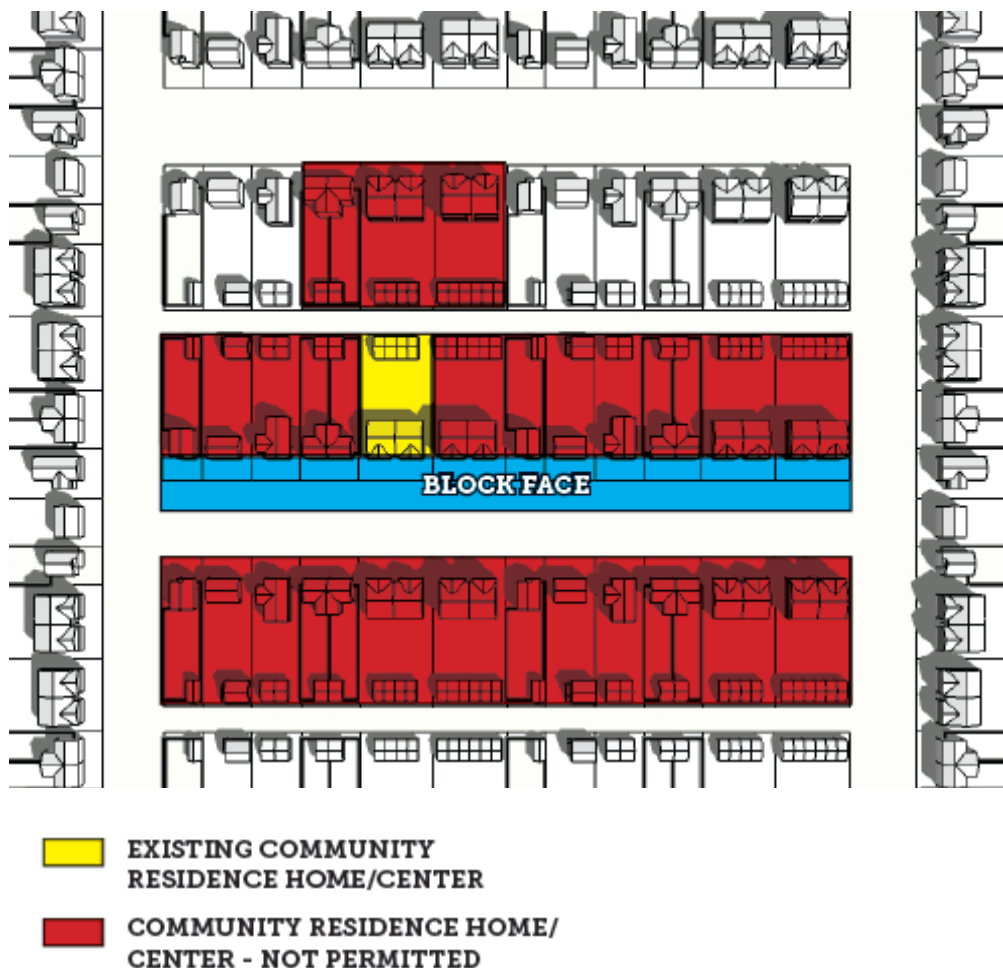 BLOCK FACE
EXISTING COMMUNITY
RESIDENCE HOME/CENTER
COMMUNITY RESIDENCE HOME/
CENTER - NOT PERMITTED